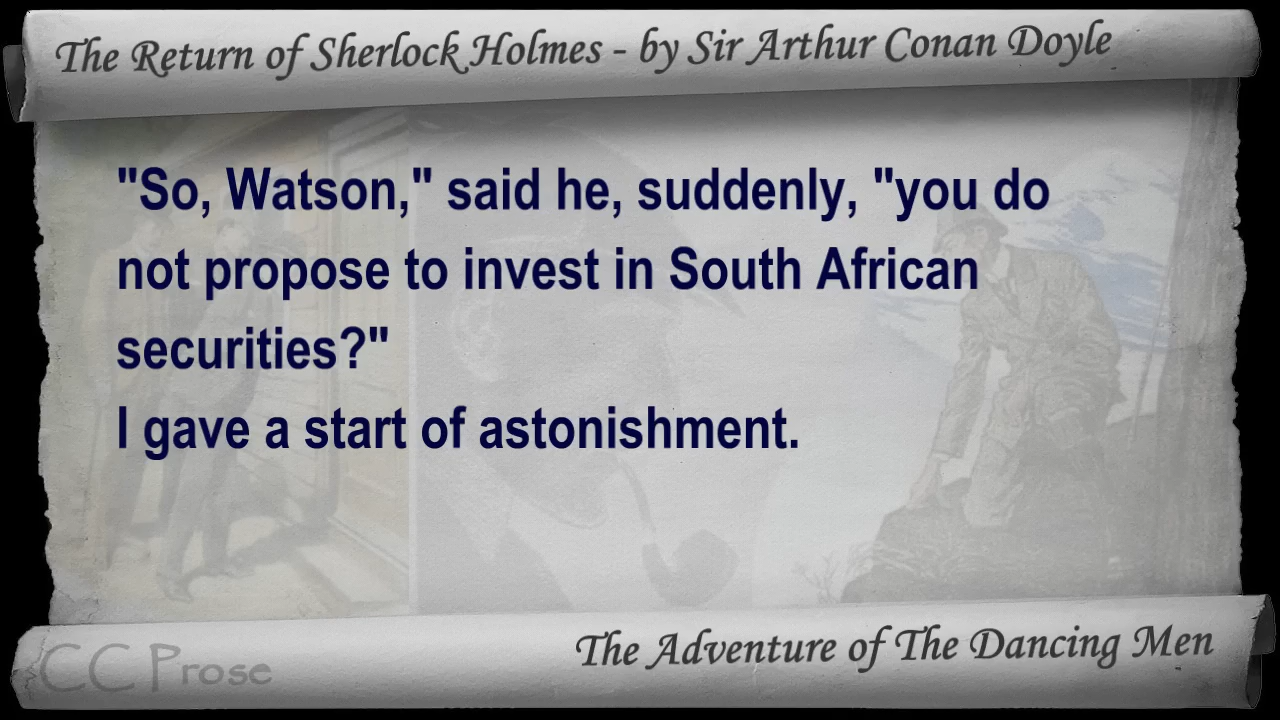 The Return of Sherlock Holmes - by Sir Arthur Conan Doyle
"So, Watson," said he, suddenly, "you do
not propose to invest in South African
securities?"
I gave a start of astonishment.
The Adventure of The Dancing Men
CC Prose